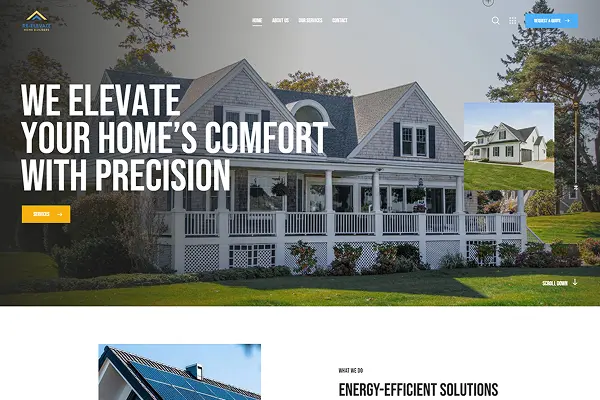 RE-ELEVATE
HOME BUILDERS
HOME
ABOUT US
OUR SERVICES
CONTACT
REQUEST A QUOTE
WE ELEVATE
YOUR HOME’S COMFORT
WITH PRECISION
SERVICES
SCROLL DOWN
WHAT WE DO
ENERGY-EFFICIENT SOLUTIONS